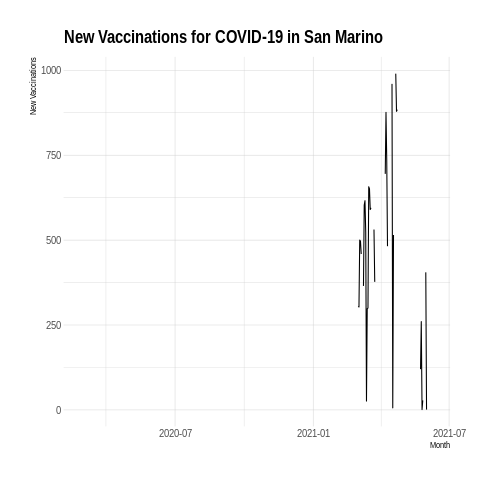 New Vaccinations for COVID-19 in San Marino
New Vaccinations
1000
750
500
250
0
2020-07 2021-01 2021-07
Month